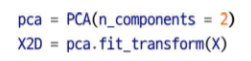 pca = PCA(n_components = 2)
X2D = pca.fit_transform(X)